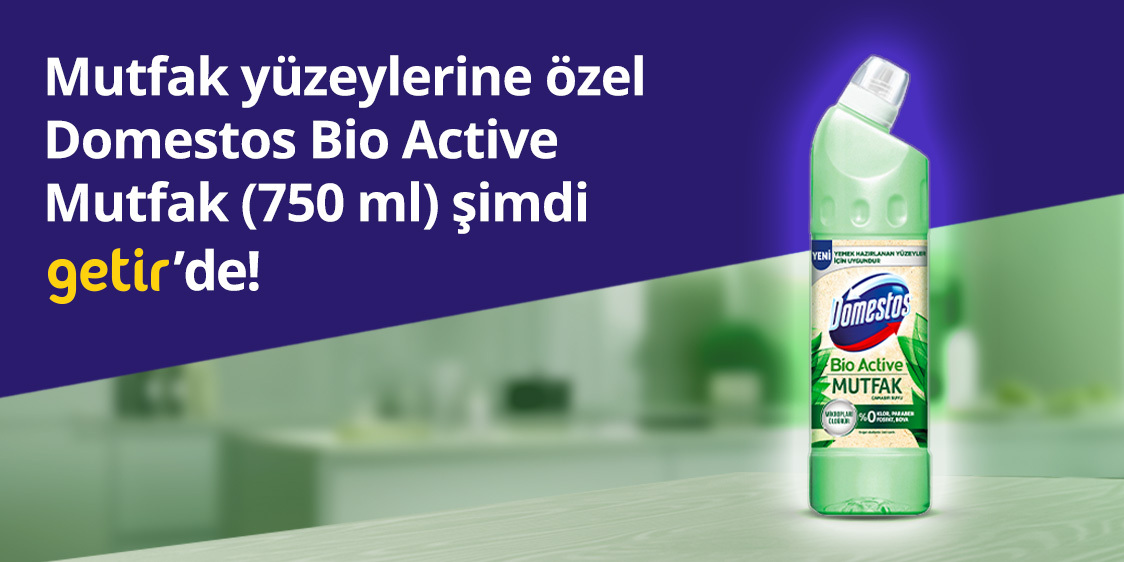 Mutfak yüzeylerine özel
Domestos Bio Active
Mutfak (750 ml) şimdi
getir’de!
YENİ
YEMEK HAZIRLANAN YÜZEYLER
İÇİN UYGUNDUR
Domestos
Bio Active
MUTFAK
ÇAMAŞIR SUYU
MİKROPLARI
ÖLDÜRÜR
%0 KLOR, PARABEN
FOSFAT, BOYA